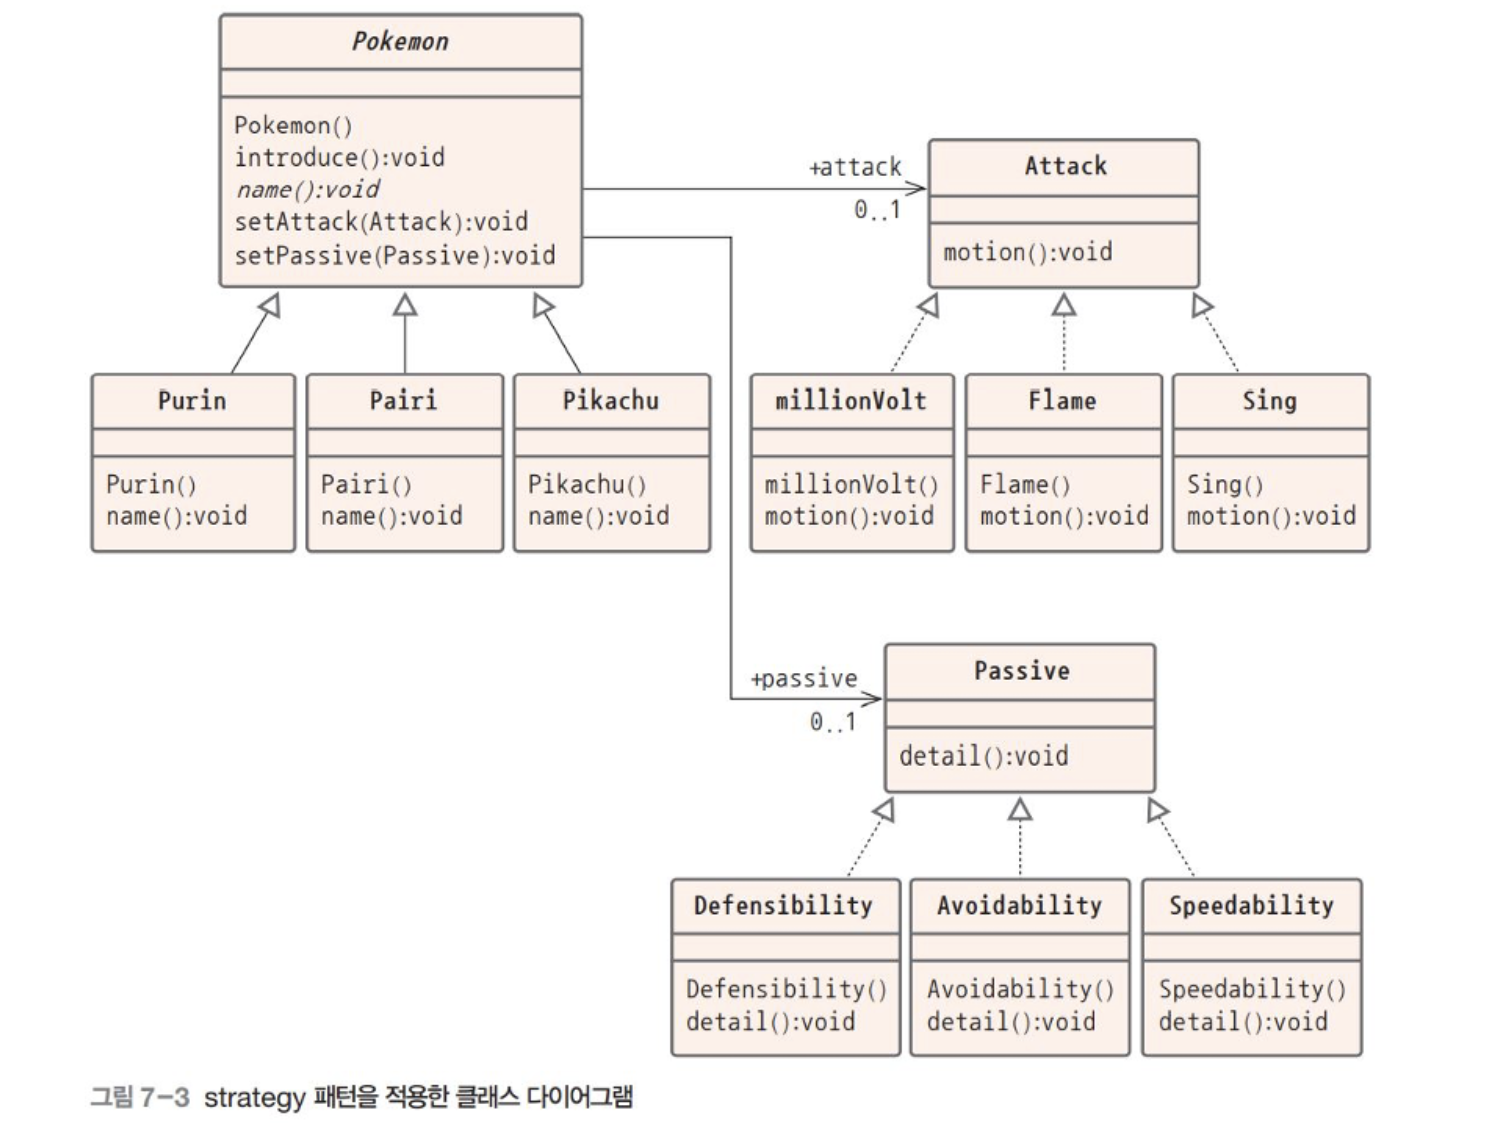 Pokemon
Pokemon()
introduce():void
name():void
setAttack(Attack):void
setPassive(Passive):void
+attack
0..1
Attack
motion():void
Purin
Purin()
name():void
Pairi
Pairi()
name():void
Pikachu
Pikachu()
name():void
millionVolt
millionVolt()
motion():void
Flame
Flame()
motion():void
Sing
Sing()
motion():void
+passive
0..1
Passive
detail():void
Defensibility
Defensibility()
detail():void
Avoidability
Avoidability()
detail():void
Speedability
Speedability()
detail():void
그림 7-3 strategy 패턴을 적용한 클래스 다이어그램